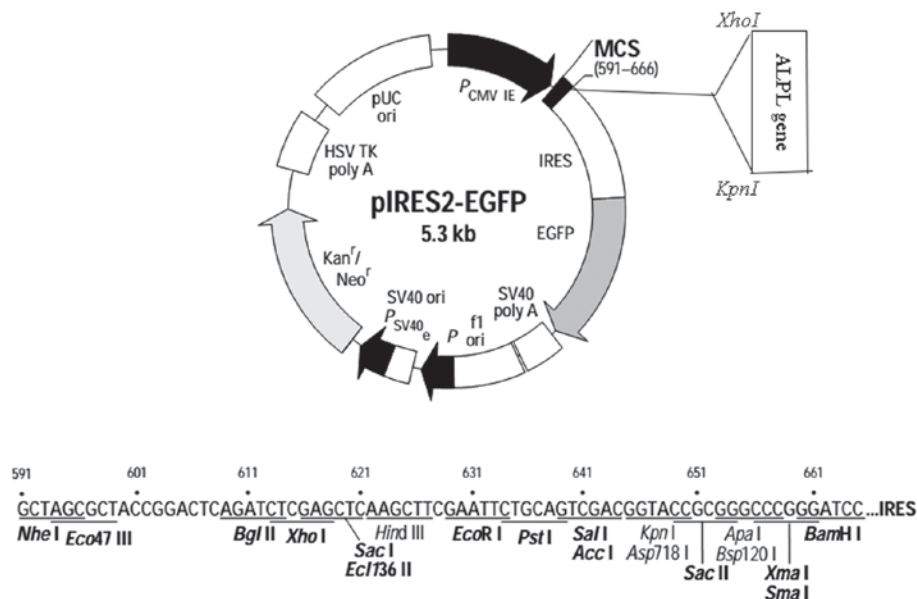 XhoI
ALPL gene
KpnI
MCS
(591–666)
PCMV IE
IRES
EGFP
SV40
poly A
f1
ori
P
SV40 ori
PSV40e
Kanʳ/
Neoʳ
HSV TK
poly A
pUC
ori
pIRES2-EGFP
5.3 kb
591 601 611 621 631 641 651 661
GCTAGCGCTACCGGACTCAGATCTCGAGCTCAAGCTTCGAATTCTGCAGTCGACGGTACCGCGGGCCCGGGATCC...IRES
Nhe I Eco47 III Bgl II Xho I Hind III EcoR I Pst I Sal I Kpn I Apa I BamH I
Sac I Acc I Asp718 I Bsp120 I
Ecl136 II Sac II Xma I
Sma I